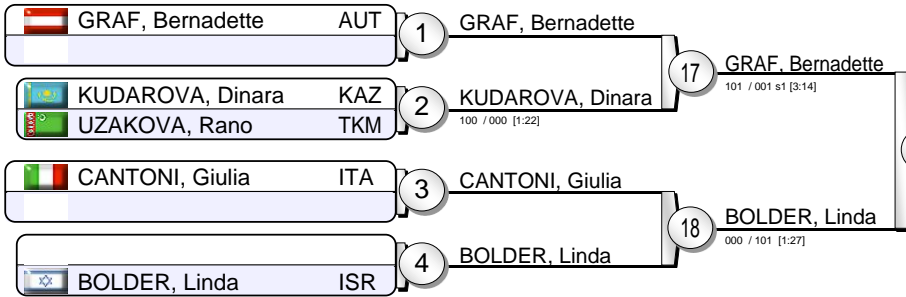 GRAF, Bernadette AUT 1 GRAF, Bernadette
17 GRAF, Bernadette
101 / 001 s1 [3:14]
KUDAROVA, Dinara KAZ 2 KUDAROVA, Dinara
UZAKOVA, Rano TKM 100 / 000 [1:22]
CANTONI, Giulia ITA 3 CANTONI, Giulia
18 BOLDER, Linda
000 / 101 [1:27]
BOLDER, Linda ISR 4 BOLDER, Linda